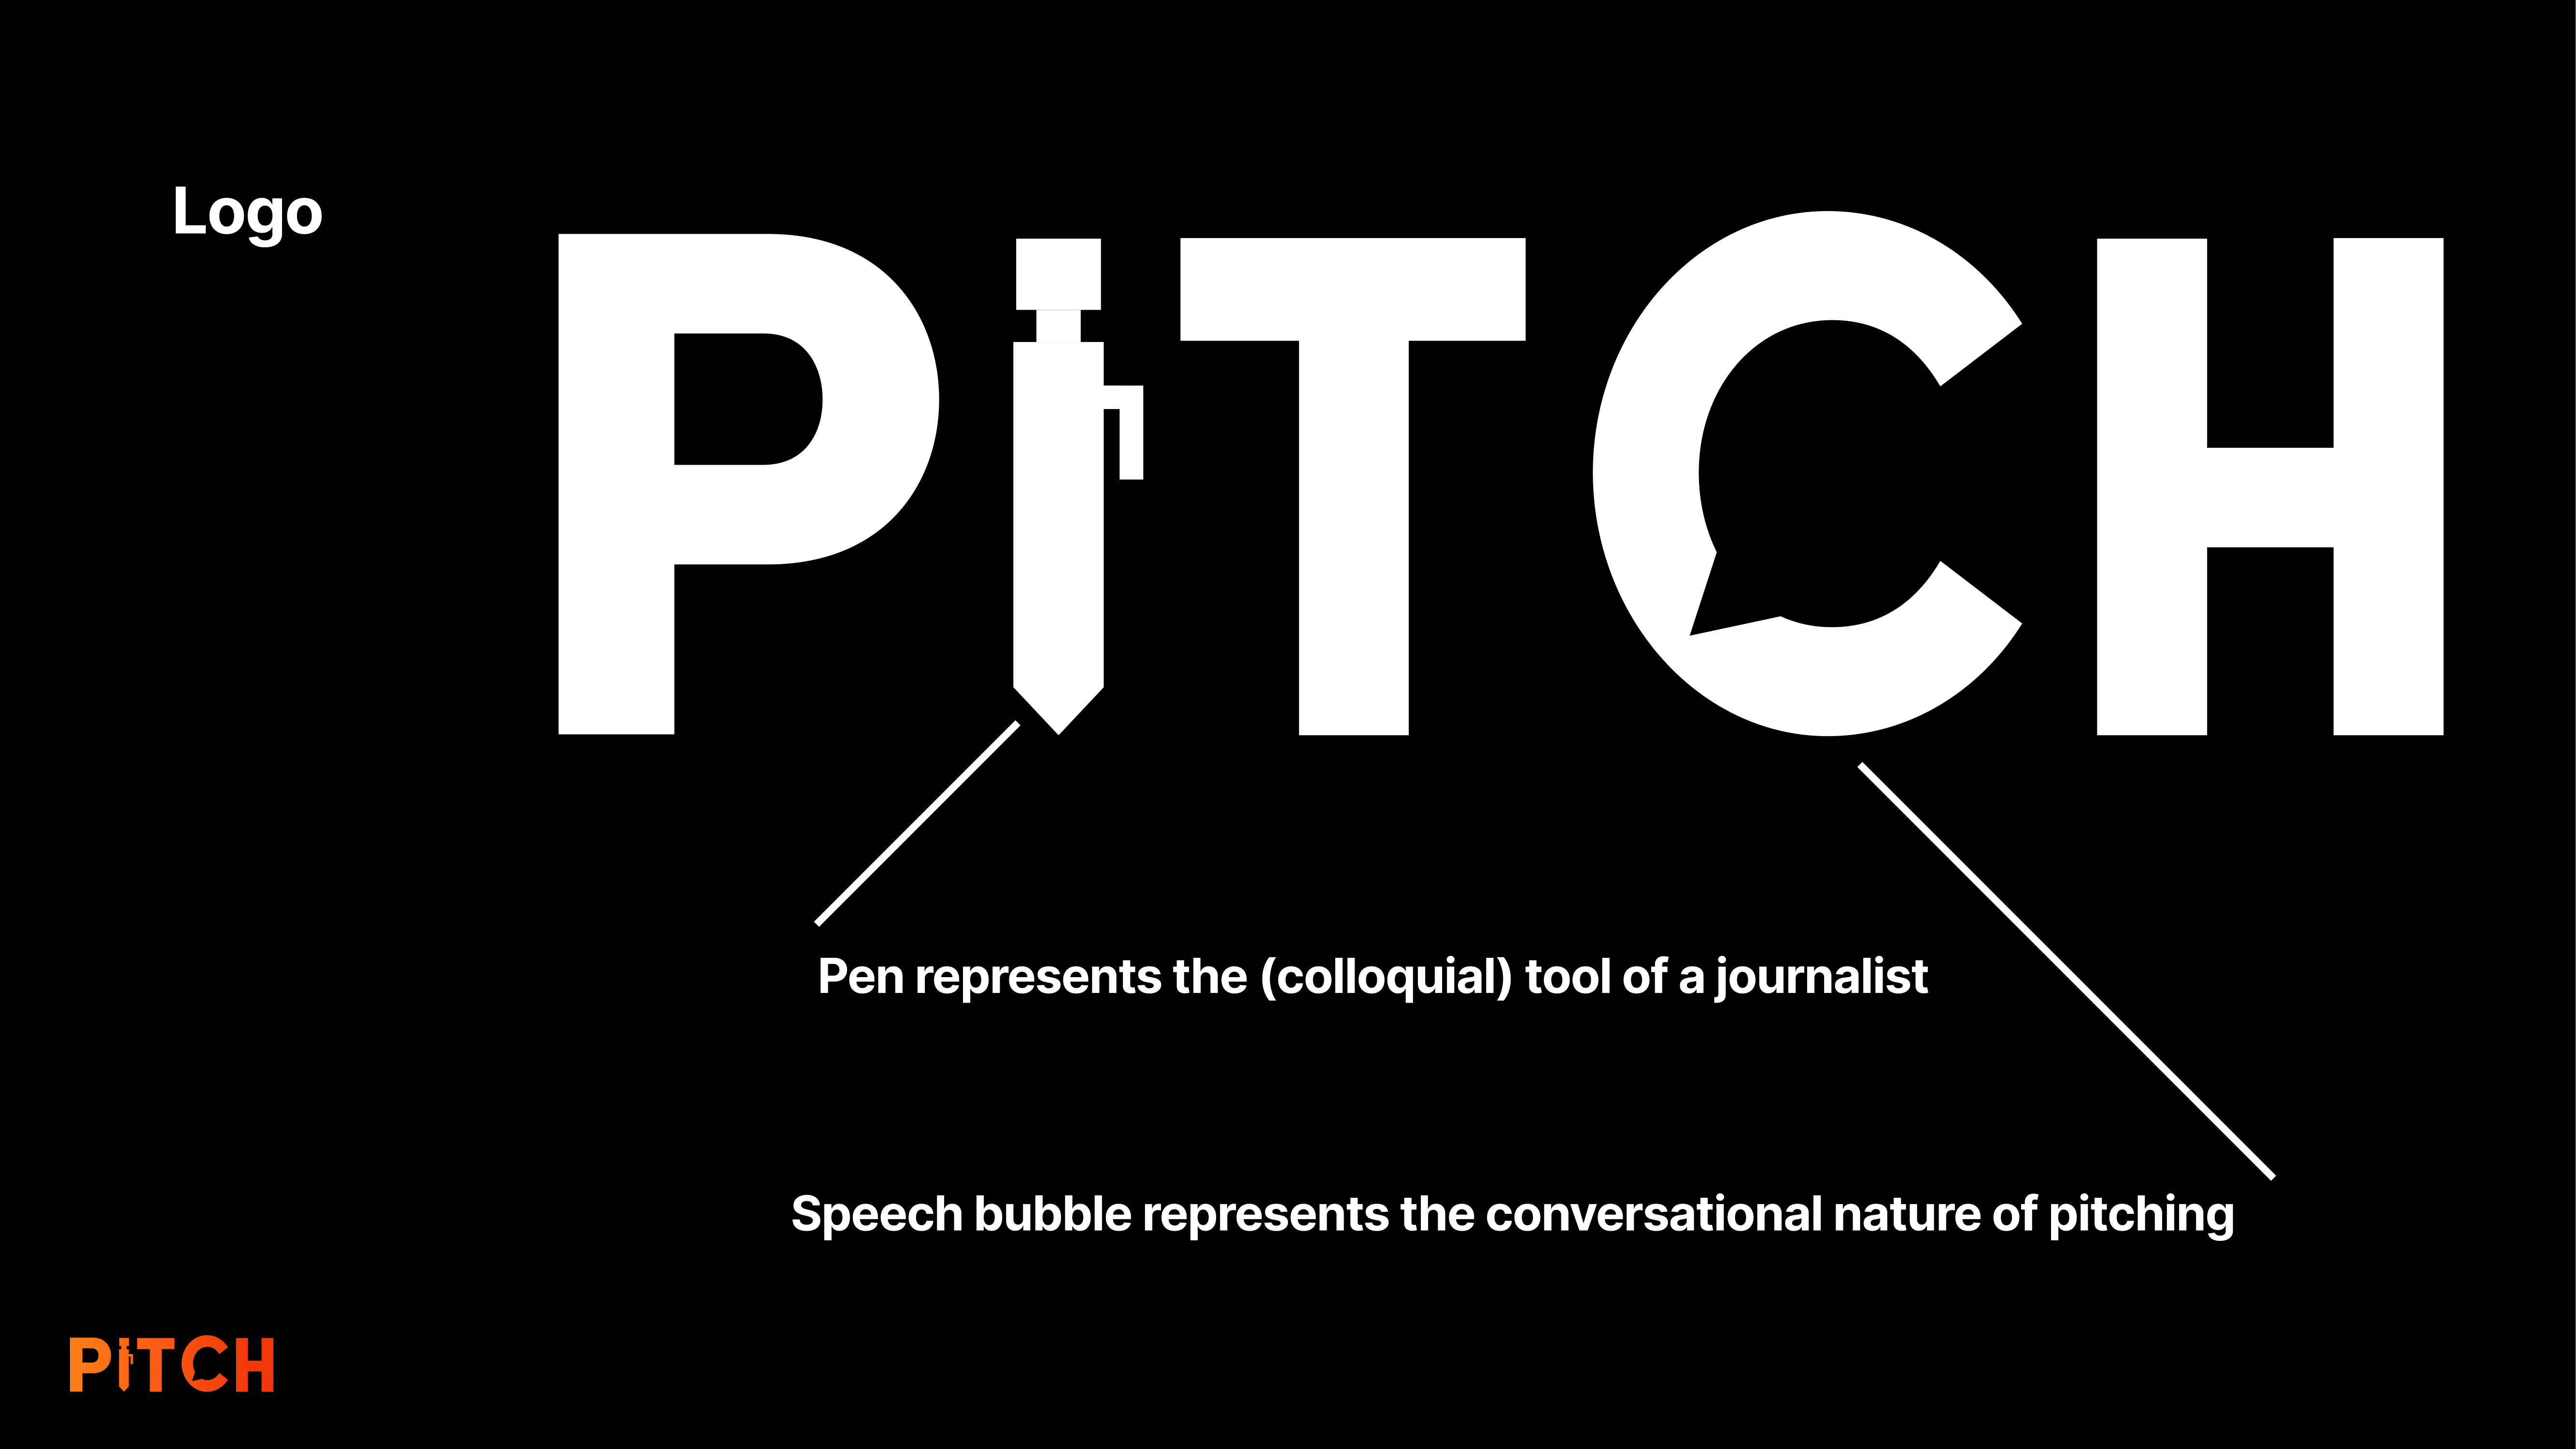 Logo
PiTCH
Pen represents the (colloquial) tool of a journalist
Speech bubble represents the conversational nature of pitching
PiTCH